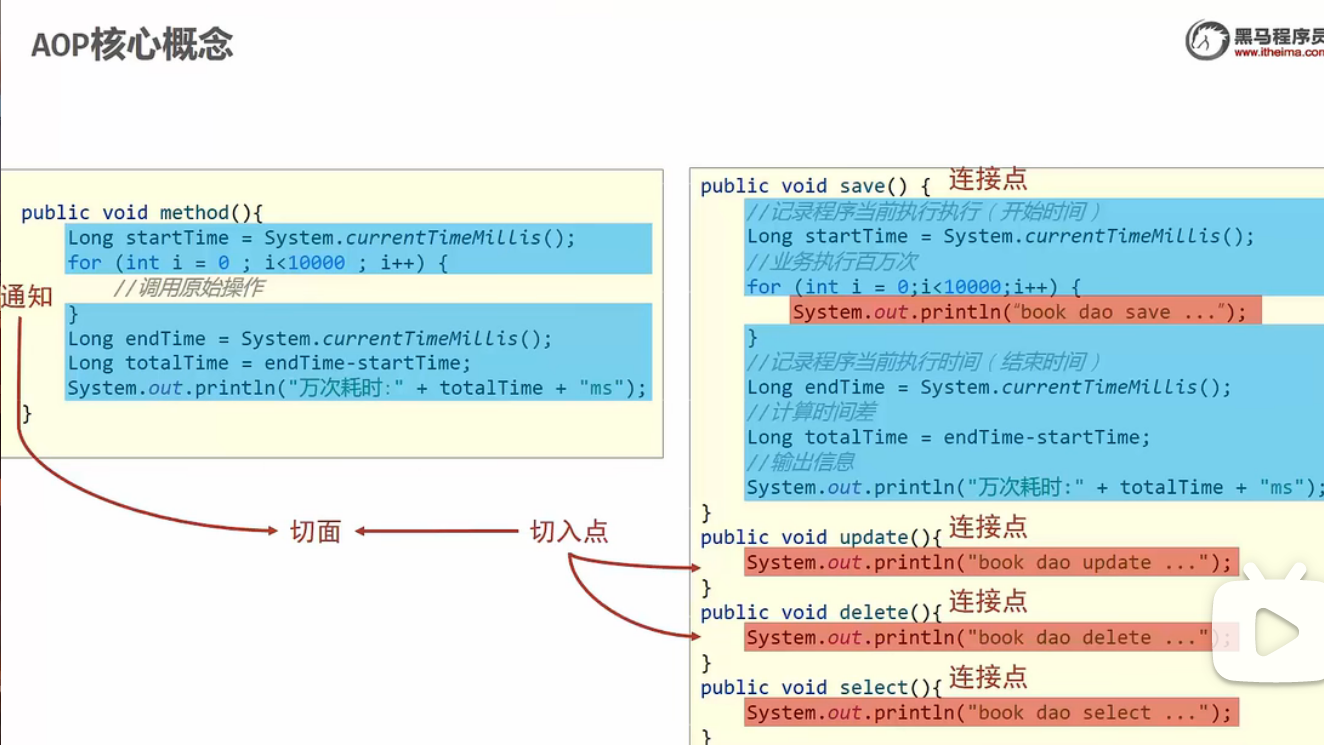 AOP核心概念
黑马程序员
www.itheima.com
public void method(){
Long startTime = System.currentTimeMillis();
for (int i = 0 ; i<10000 ; i++) {
//调用原始操作
}
Long endTime = System.currentTimeMillis();
Long totalTime = endTime-startTime;
System.out.println("万次耗时:" + totalTime + "ms");
}
通知
切面
切入点
public void save() { 连接点
//记录程序当前执行执行（开始时间）
Long startTime = System.currentTimeMillis();
//业务执行百万次
for (int i = 0;i<10000;i++) {
System.out.println(“book dao save ...”);
}
//记录程序当前执行时间（结束时间）
Long endTime = System.currentTimeMillis();
//计算时间差
Long totalTime = endTime-startTime;
//输出信息
System.out.println("万次耗时:" + totalTime + "ms");
}
public void update(){ 连接点
System.out.println("book dao update ...");
}
public void delete(){ 连接点
System.out.println("book dao delete ...");
}
public void select(){ 连接点
System.out.println("book dao select ...");
}